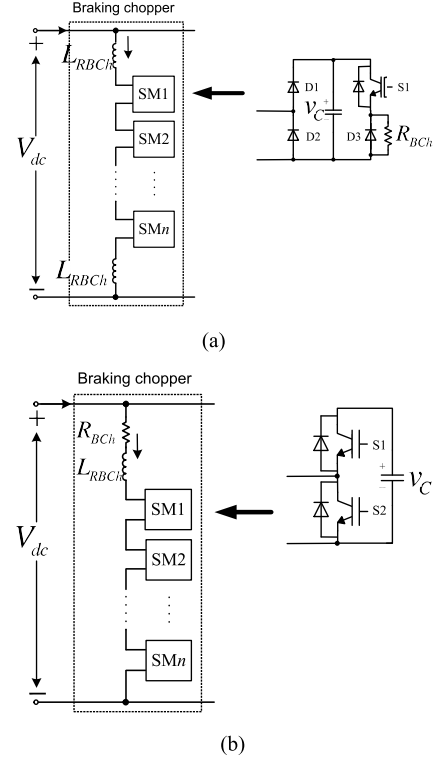 Braking chopper
+
L_RBCh
SM1
SM2
SMn
L_RBCh
V_dc
−
D1
S1
v_C
+
−
D2
D3
R_BCh
(a)
Braking chopper
+
R_BCh
L_RBCh
SM1
SM2
SMn
V_dc
−
S1
+
−
v_C
S2
(b)